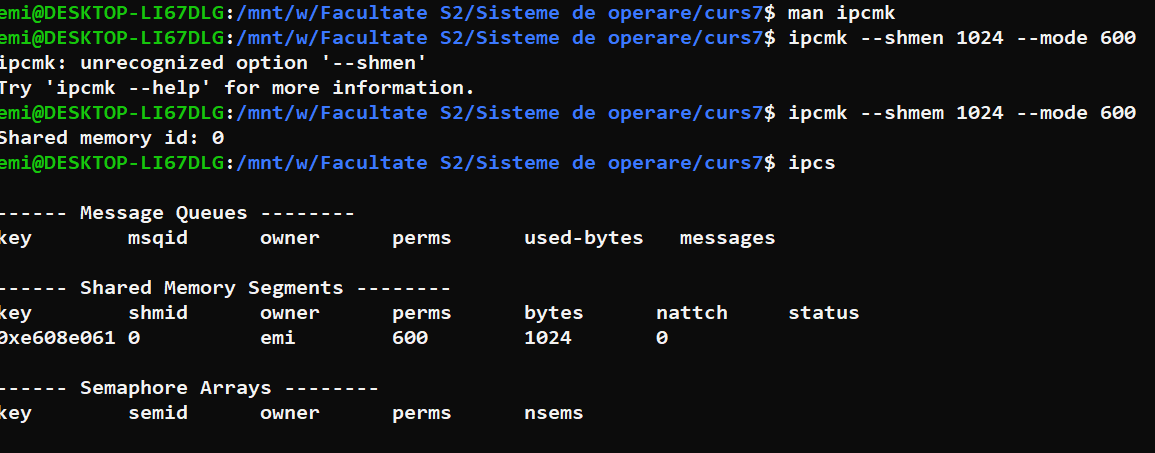 emi@DESKTOP-LI67DLG:/mnt/w/Facultate S2/Sisteme de operare/curs7$ man ipcmk
emi@DESKTOP-LI67DLG:/mnt/w/Facultate S2/Sisteme de operare/curs7$ ipcmk --shmen 1024 --mode 600
ipcmk: unrecognized option '--shmen'
Try 'ipcmk --help' for more information.
emi@DESKTOP-LI67DLG:/mnt/w/Facultate S2/Sisteme de operare/curs7$ ipcmk --shmem 1024 --mode 600
Shared memory id: 0
emi@DESKTOP-LI67DLG:/mnt/w/Facultate S2/Sisteme de operare/curs7$ ipcs
------ Message Queues --------
key        msqid      owner      perms      used-bytes   messages
------ Shared Memory Segments --------
key        shmid      owner      perms      bytes      nattch     status
0xe608e061 0          emi        600        1024       0
------ Semaphore Arrays --------
key        semid      owner      perms      nsems